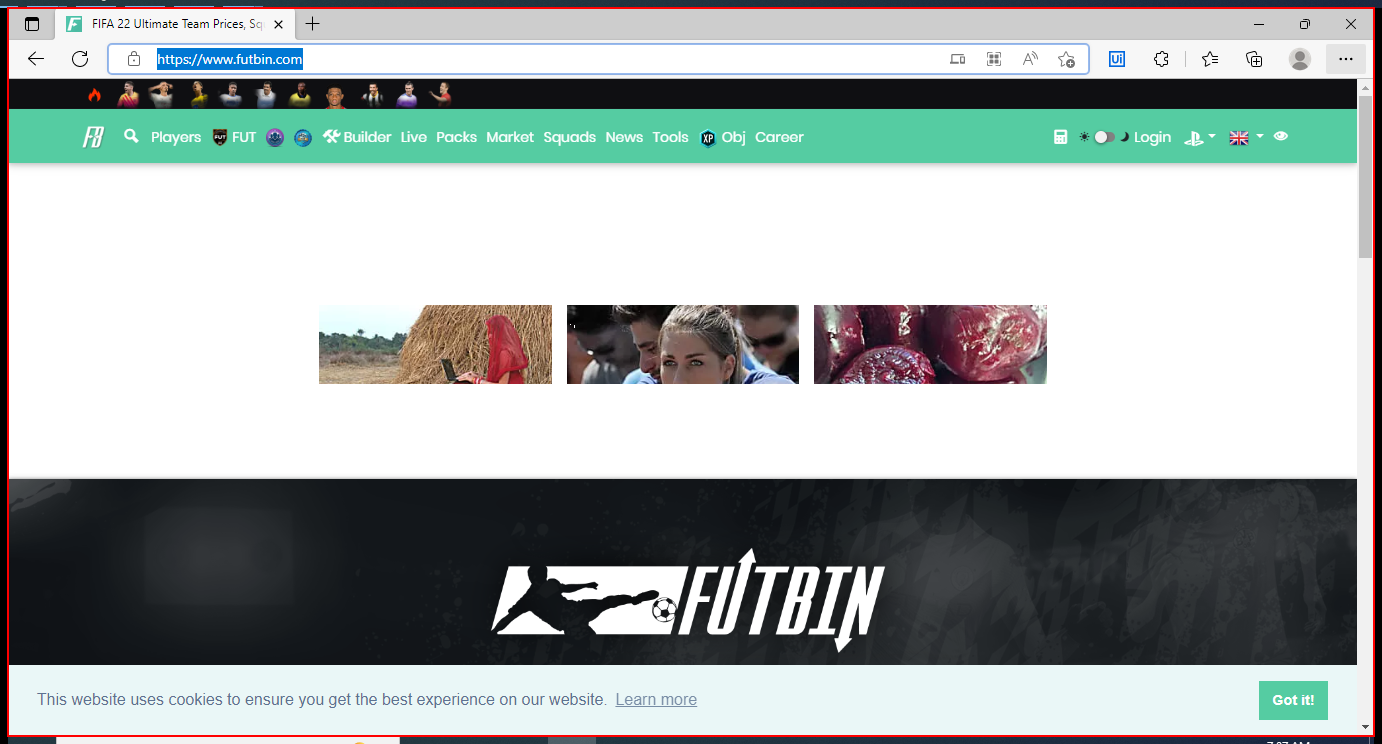 FIFA 22 Ultimate Team Prices, Sq
https://www.futbin.com
Ui
FB Players FUT FUT Builder Live Packs Market Squads News Tools XP Obj Career Login
FUTBIN
This website uses cookies to ensure you get the best experience on our website. Learn more
Got it!